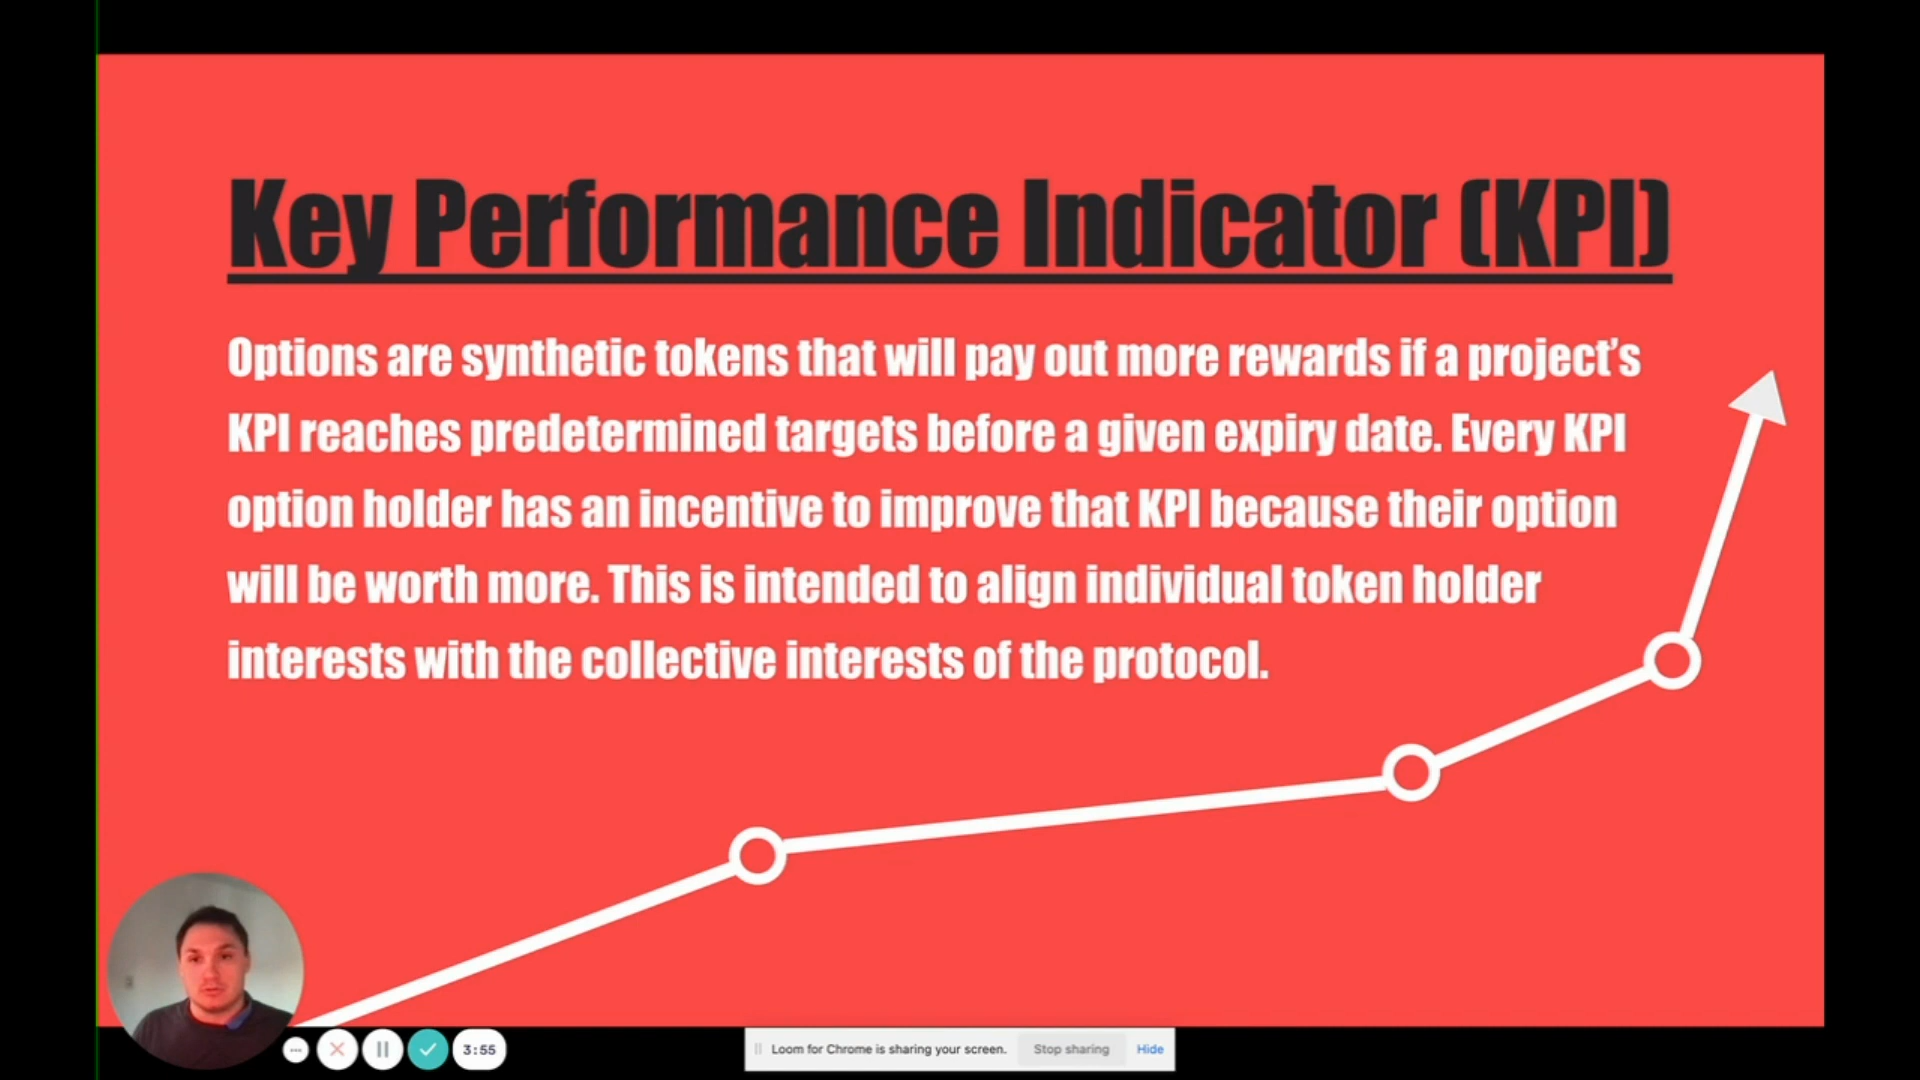 Key Performance Indicator (KPI)
Options are synthetic tokens that will pay out more rewards if a project's
KPI reaches predetermined targets before a given expiry date. Every KPI
option holder has an incentive to improve that KPI because their option
will be worth more. This is intended to align individual token holder
interests with the collective interests of the protocol.
3:55
Loom for Chrome is sharing your screen.
Stop sharing
Hide